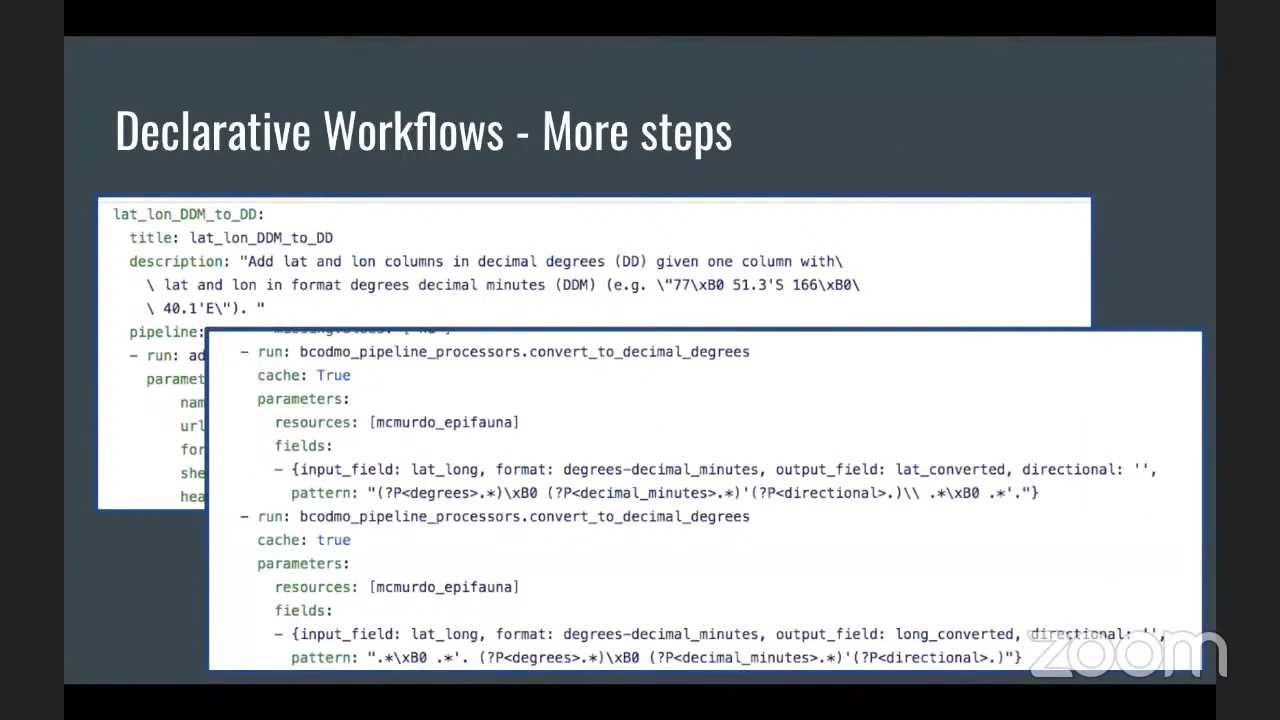 Declarative Workflows - More steps
lat_lon_DDM_to_DD:
title: lat_lon_DDM_to_DD
description: "Add lat and lon columns in decimal degrees (DD) given one column with\
\ lat and lon in format degrees decimal minutes (DDM) (e.g. \"77\xB0 51.3'S 166\xB0\
\ 40.1'E\"). "
pipeline:
- run: ad
paramet
nam
url
for
she
hea
- run: bcodmo_pipeline_processors.convert_to_decimal_degrees
cache: True
parameters:
resources: [mcmurdo_epifauna]
fields:
- {input_field: lat_long, format: degrees-decimal_minutes, output_field: lat_converted, directional: '',
pattern: "(?P<degrees>.*)\xB0 (?P<decimal_minutes>.*)'(?P<directional>.)\\ .*\xB0 .*'."}
- run: bcodmo_pipeline_processors.convert_to_decimal_degrees
cache: true
parameters:
resources: [mcmurdo_epifauna]
fields:
- {input_field: lat_long, format: degrees-decimal_minutes, output_field: long_converted, directional: '',
pattern: ".*\xB0 .*'. (?P<degrees>.*)\xB0 (?P<decimal_minutes>.*)'(?P<directional>.)"}
zoom